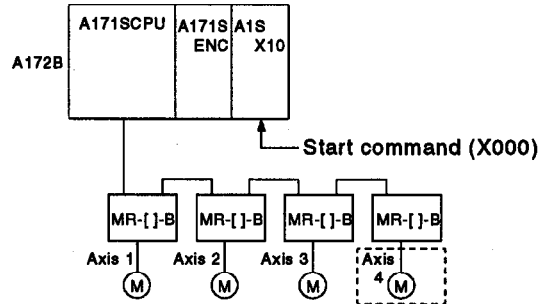 A171SCPU
A171S
ENC
A1S
X10
A172B
Start command (X000)
MR-[ ]-B
MR-[ ]-B
MR-[ ]-B
MR-[ ]-B
Axis 1
Axis 2
Axis 3
Axis
4
M
M
M
M